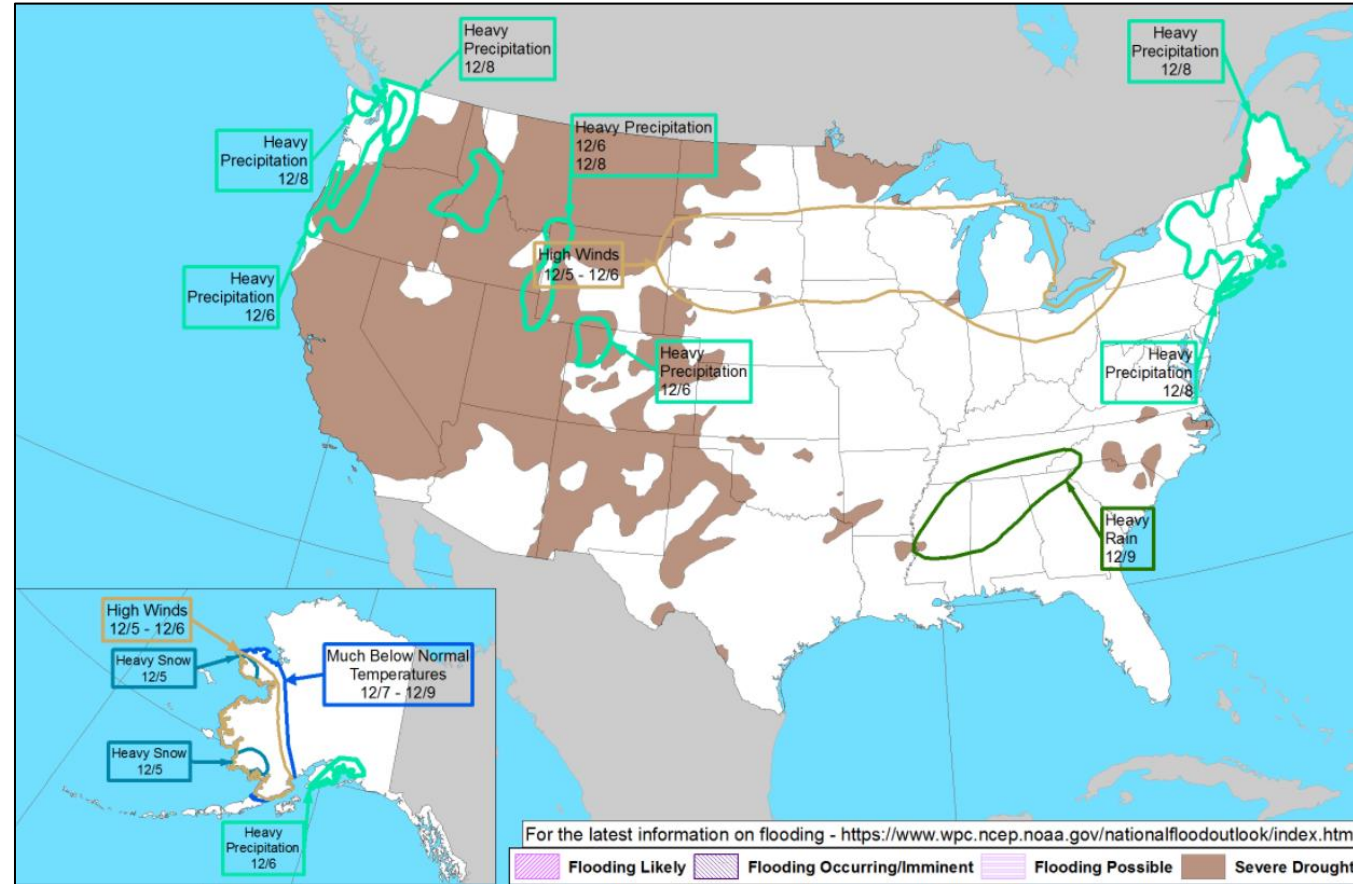 Heavy
Precipitation
12/8
Heavy
Precipitation
12/8
Heavy
Precipitation
12/8
Heavy Precipitation
12/6
12/8
Heavy
Precipitation
12/6
High Winds
12/5 - 12/6
Heavy
Precipitation
12/6
Heavy
Precipitation
12/8
Heavy
Rain
12/9
High Winds
12/5 - 12/6
Heavy Snow
12/5
Much Below Normal
Temperatures
12/7 - 12/9
Heavy Snow
12/5
Heavy
Precipitation
12/6
For the latest information on flooding - https://www.wpc.ncep.noaa.gov/nationalfloodoutlook/index.htm
Flooding Likely Flooding Occurring/Imminent Flooding Possible Severe Drought